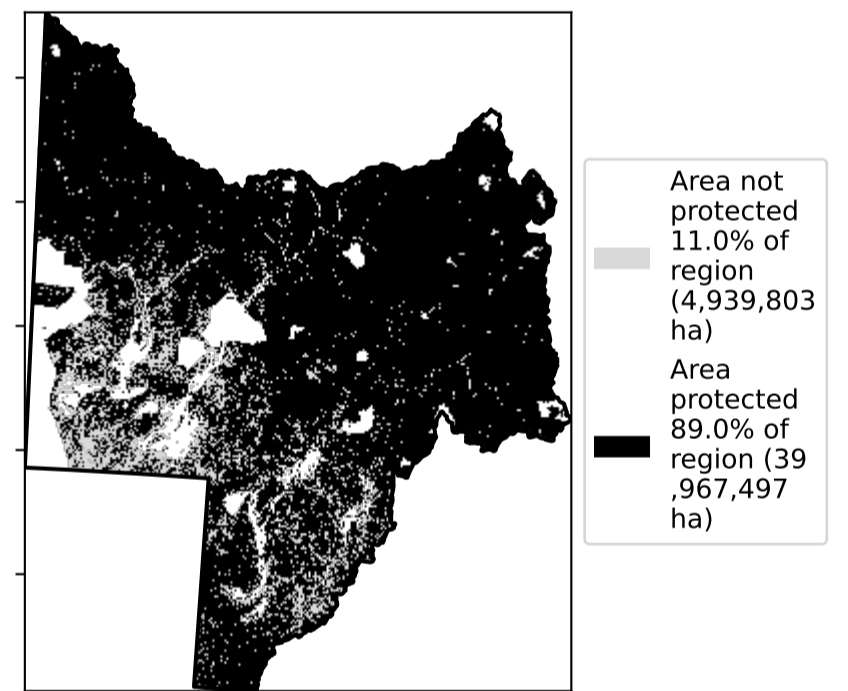 Area not
protected
11.0% of
region
(4,939,803
ha)
Area
protected
89.0% of
region (39
,967,497
ha)